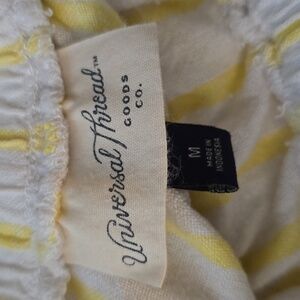 Universal Thread™
GOODS
CO.
M
MADE IN
INDONESIA